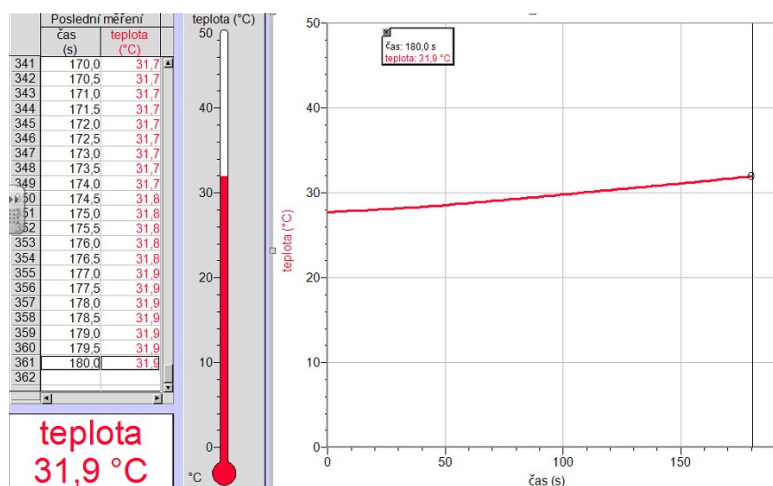 Poslední měření
čas teplota
(s) (°C)
341 170,0 31,7
342 170,5 31,7
343 171,0 31,7
344 171,5 31,7
345 172,0 31,7
346 172,5 31,7
347 173,0 31,7
348 173,5 31,7
349 174,0 31,7
350 174,5 31,8
351 175,0 31,8
352 175,5 31,8
353 176,0 31,8
354 176,5 31,8
355 177,0 31,9
356 177,5 31,9
357 178,0 31,9
358 178,5 31,9
359 179,0 31,9
360 179,5 31,9
361 180,0 31,9
362
teplota
31,9 °C
teplota (°C)
50
40
30
20
10
0
°C
teplota (°C)
50
40
30
20
10
0
čas: 180,0 s
teplota: 31,9 °C
0 50 100 150
čas (s)